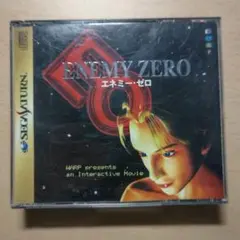 SEGA SATURN
ENEMY ZERO
エネミー・ゼロ
WARP presents
an Interactive Movie